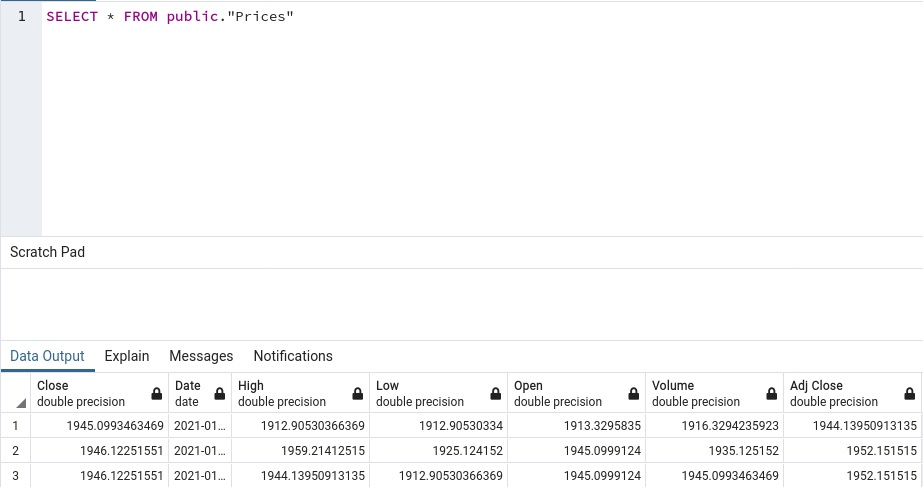 1 SELECT * FROM public."Prices"
Scratch Pad
Data Output Explain Messages Notifications
Close Date High Low Open Volume Adj Close
double precision date double precision double precision double precision double precision double precision
1 1945.0993463469 2021-01... 1912.90530366369 1912.90530334 1913.3295835 1916.3294235923 1944.13950913135
2 1946.12251551 2021-01... 1959.21412515 1925.124152 1945.0999124 1935.125152 1952.151515
3 1946.12251551 2021-01... 1944.13950913135 1912.90530366369 1945.0999124 1945.0993463469 1952.151515